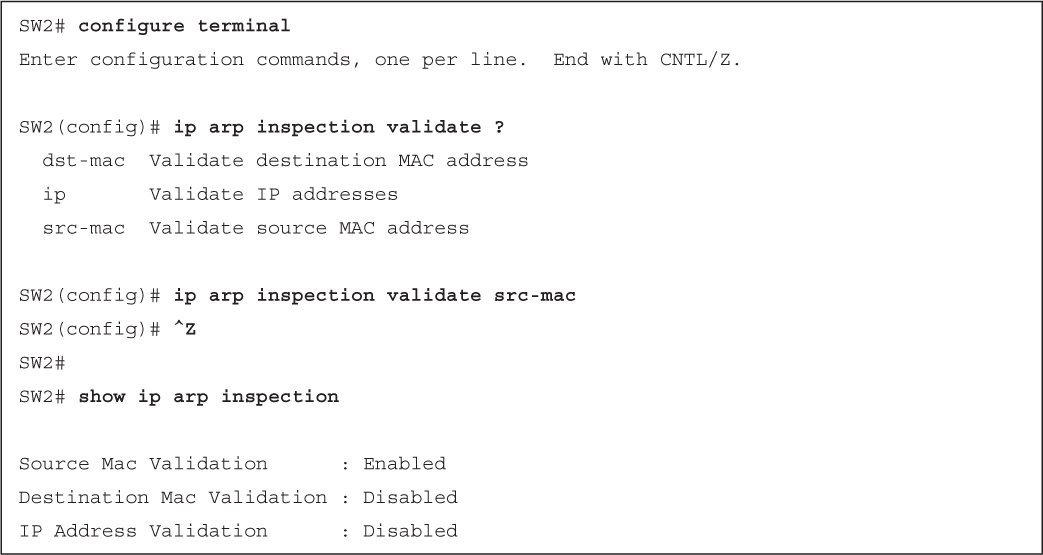 SW2# configure terminal
Enter configuration commands, one per line.  End with CNTL/Z.
SW2(config)# ip arp inspection validate ?
  dst-mac  Validate destination MAC address
  ip       Validate IP addresses
  src-mac  Validate source MAC address
SW2(config)# ip arp inspection validate src-mac
SW2(config)# ^Z
SW2#
SW2# show ip arp inspection
Source Mac Validation      : Enabled
Destination Mac Validation : Disabled
IP Address Validation      : Disabled